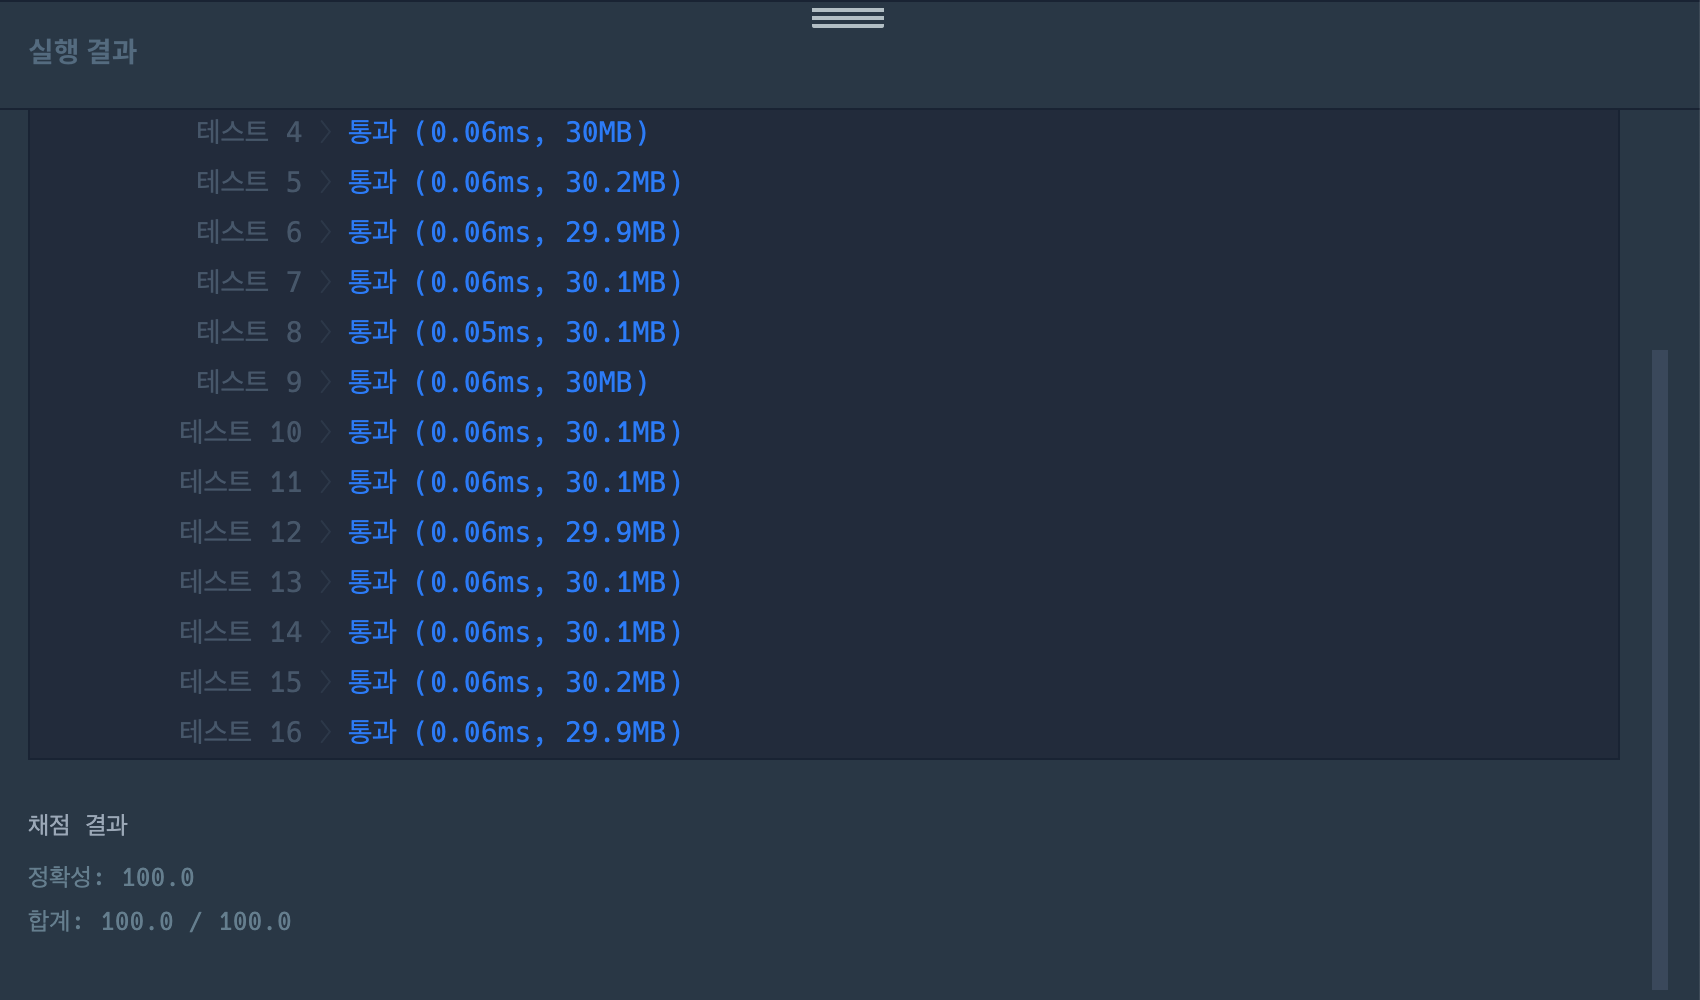 실행 결과
테스트 4 〉 통과 (0.06ms, 30MB)
테스트 5 〉 통과 (0.06ms, 30.2MB)
테스트 6 〉 통과 (0.06ms, 29.9MB)
테스트 7 〉 통과 (0.06ms, 30.1MB)
테스트 8 〉 통과 (0.05ms, 30.1MB)
테스트 9 〉 통과 (0.06ms, 30MB)
테스트 10 〉 통과 (0.06ms, 30.1MB)
테스트 11 〉 통과 (0.06ms, 30.1MB)
테스트 12 〉 통과 (0.06ms, 29.9MB)
테스트 13 〉 통과 (0.06ms, 30.1MB)
테스트 14 〉 통과 (0.06ms, 30.1MB)
테스트 15 〉 통과 (0.06ms, 30.2MB)
테스트 16 〉 통과 (0.06ms, 29.9MB)
채점 결과
정확성: 100.0
합계: 100.0 / 100.0